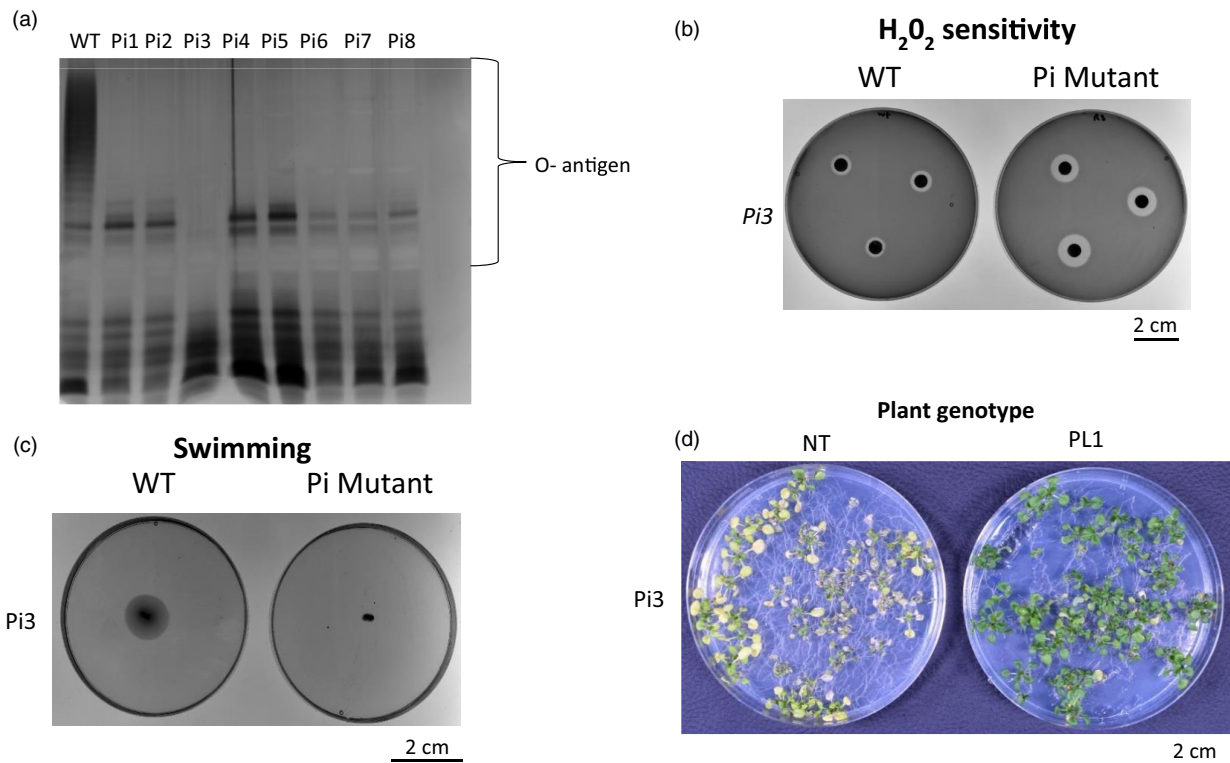 (a)
WT Pi1 Pi2 Pi3 Pi4 Pi5 Pi6 Pi7 Pi8
O- antigen
(b)
H₂0₂ sensitivity
WT Pi Mutant
Pi3
2 cm
(c)
Swimming
WT Pi Mutant
Pi3
2 cm
Plant genotype
(d)
NT PL1
Pi3
2 cm